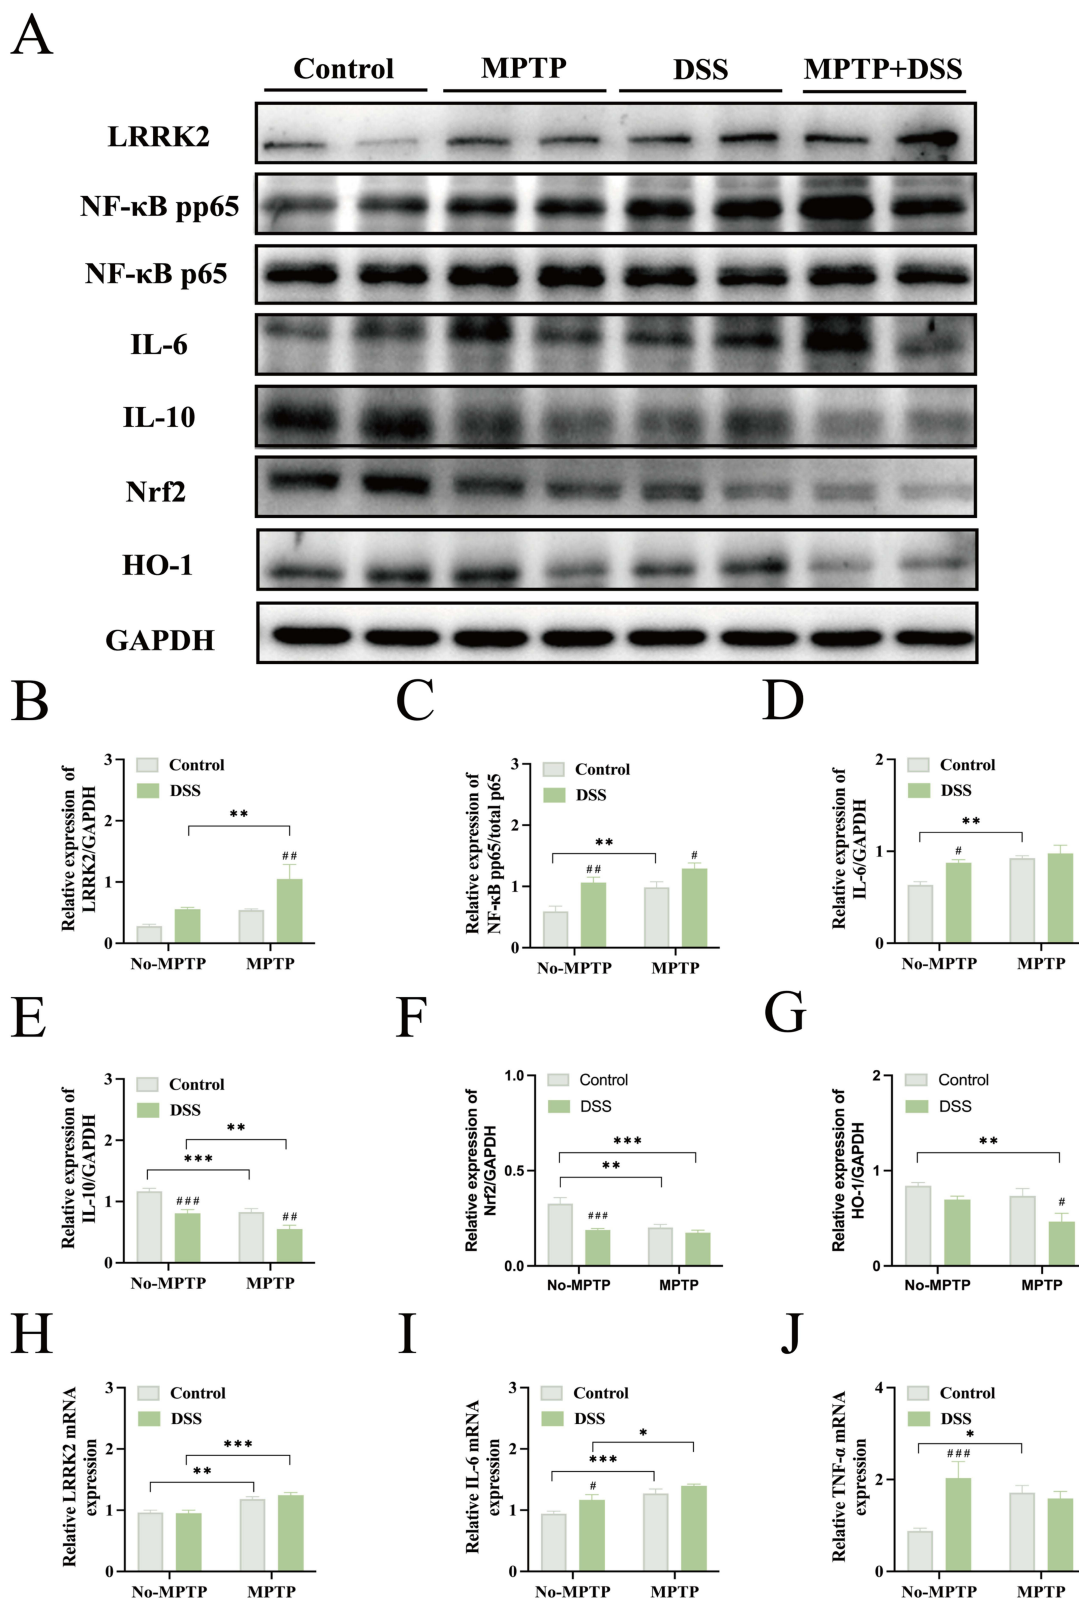 A
Control MPTP DSS MPTP+DSS
LRRK2
NF-κB pp65
NF-κB p65
IL-6
IL-10
Nrf2
HO-1
GAPDH
B
Relative expression of
LRRK2/GAPDH
3
2
1
0
Control
DSS
**
##
No-MPTP MPTP
C
Relative expression of
NF-κB pp65/total p65
3
2
1
0
Control
DSS
**
##
#
No-MPTP MPTP
D
Relative expression of
IL-6/GAPDH
2
1
0
Control
DSS
**
#
No-MPTP MPTP
E
Relative expression of
IL-10/GAPDH
3
2
1
0
Control
DSS
**
***
###
##
No-MPTP MPTP
F
Relative expression of
Nrf2/GAPDH
1.0
0.5
0.0
Control
DSS
***
**
###
No-MPTP MPTP
G
Relative expression of
HO-1/GAPDH
2
1
0
Control
DSS
**
#
No-MPTP MPTP
H
Relative LRRK2 mRNA
expression
3
2
1
0
Control
DSS
***
**
No-MPTP MPTP
I
Relative IL-6 mRNA
expression
3
2
1
0
Control
DSS
*
***
#
No-MPTP MPTP
J
Relative TNF-α mRNA
expression
4
2
0
Control
DSS
*
###
No-MPTP MPTP